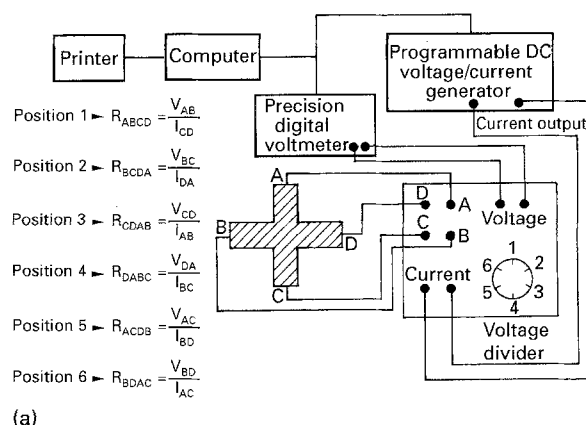 Printer
Computer
Programmable DC
voltage/current
generator
Current output
Precision
digital
voltmeter
Position 1 ► R_ABCD = V_AB / I_CD
Position 2 ► R_BCDA = V_BC / I_DA
Position 3 ► R_CDAB = V_CD / I_AB
Position 4 ► R_DABC = V_DA / I_BC
Position 5 ► R_ACDB = V_AC / I_BD
Position 6 ► R_BDAC = V_BD / I_AC
A
B
D
C
D A Voltage
C B
Current
1
6 2
5 3
4
Voltage
divider
(a)